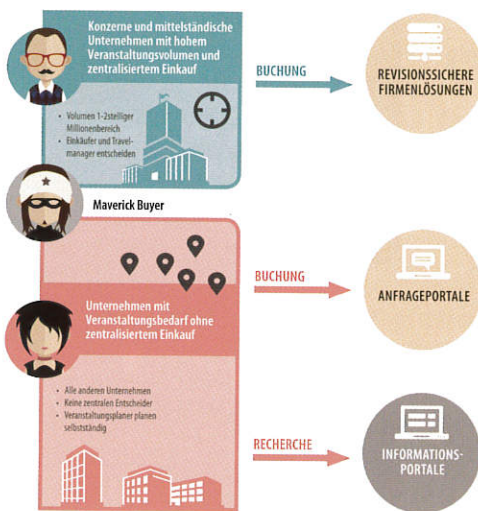 Konzerne und mittelständische
Unternehmen mit hohem
Veranstaltungsvolumen und
zentralisiertem Einkauf
• Volumen 1-2stelliger
Millionenbereich
• Einkäufer und Travel-
manager entscheiden
BUCHUNG
REVISIONSSICHERE
FIRMENLÖSUNGEN
Maverick Buyer
Unternehmen mit
Veranstaltungsbedarf ohne
zentralisiertem Einkauf
• Alle anderen Unternehmen
• Keine zentralen Entscheider
• Veranstaltungsplaner planen
selbstständig
BUCHUNG
ANFRAGEPORTALE
RECHERCHE
INFORMATIONS-
PORTALE